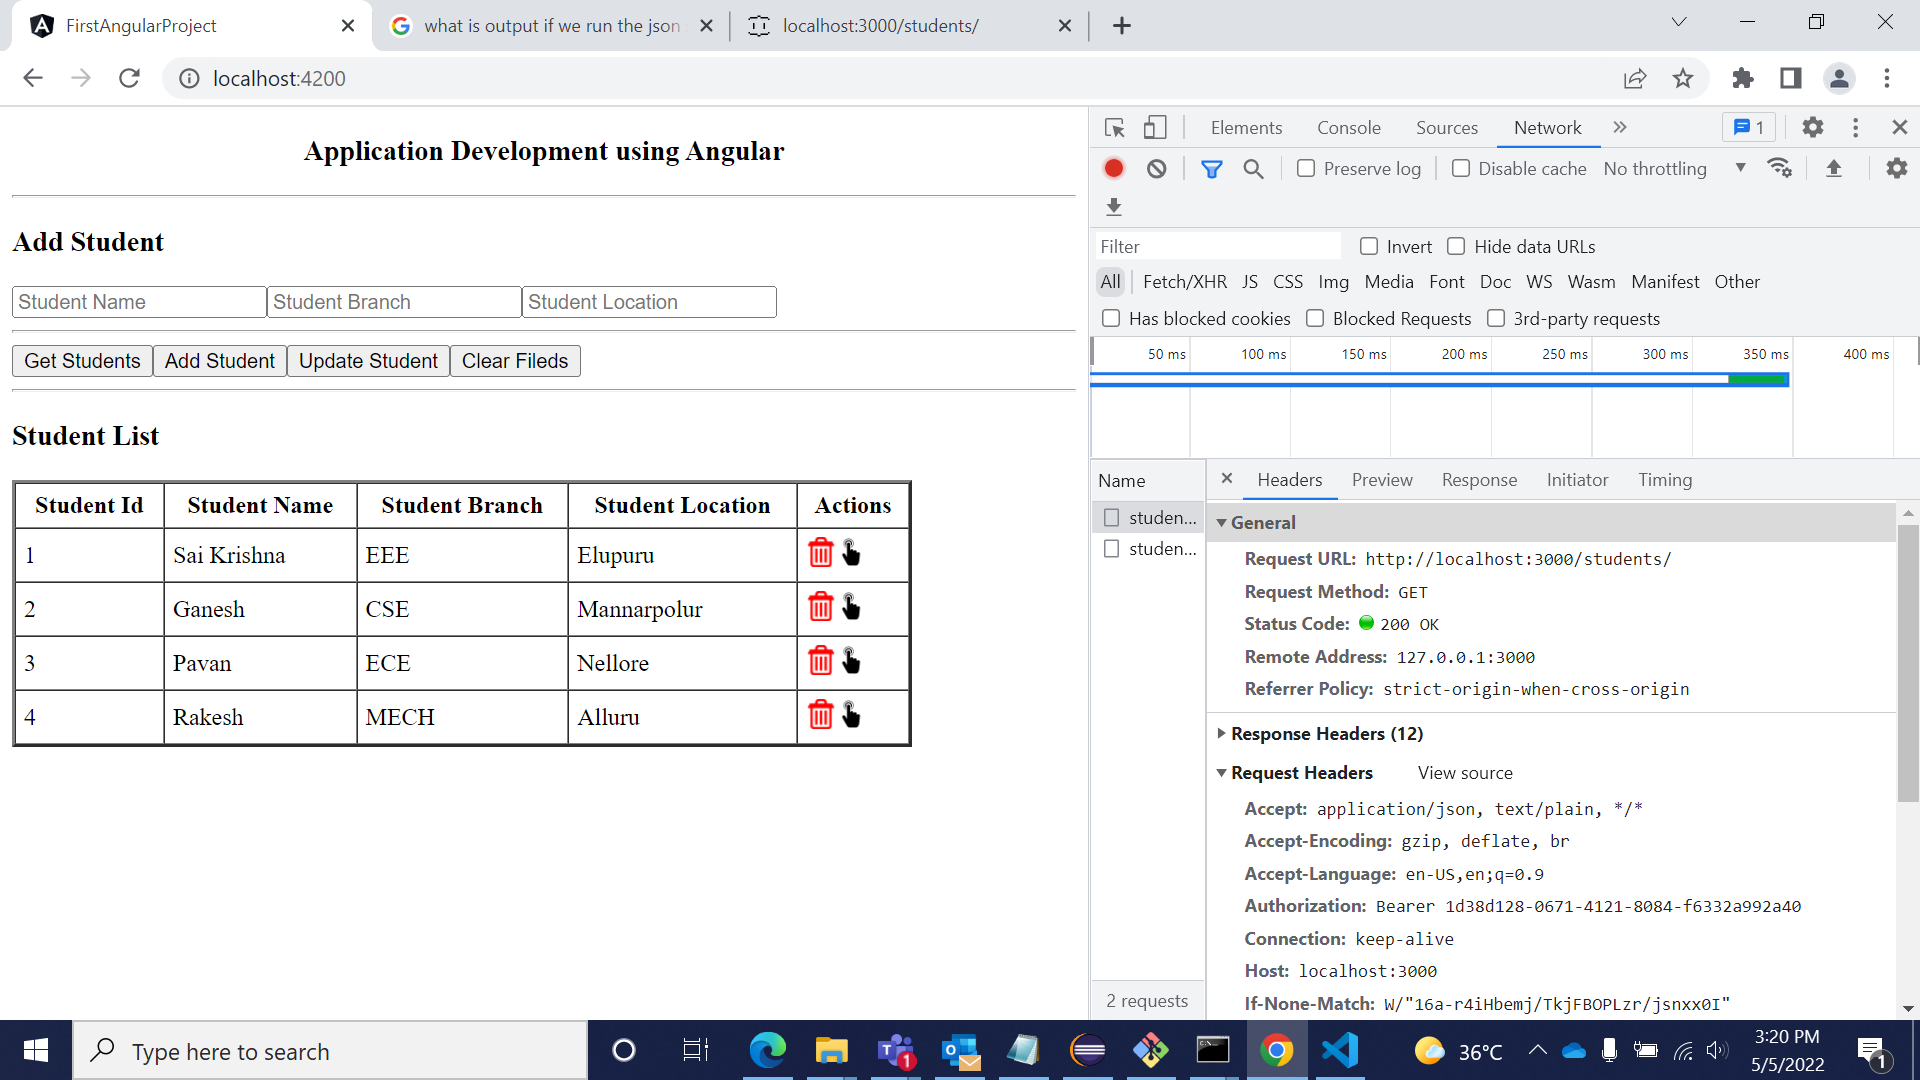 FirstAngularProject
what is output if we run the json
localhost:3000/students/
localhost:4200
Application Development using Angular
Add Student
Student Name Student Branch Student Location
Get Students Add Student Update Student Clear Fileds
Student List
Student Id Student Name Student Branch Student Location Actions
1 Sai Krishna EEE Elupuru
2 Ganesh CSE Mannarpolur
3 Pavan ECE Nellore
4 Rakesh MECH Alluru
Elements Console Sources Network 1
Preserve log Disable cache No throttling
Filter Invert Hide data URLs
All Fetch/XHR JS CSS Img Media Font Doc WS Wasm Manifest Other
Has blocked cookies Blocked Requests 3rd-party requests
50 ms 100 ms 150 ms 200 ms 250 ms 300 ms 350 ms 400 ms
Name Headers Preview Response Initiator Timing
studen...
studen...
General
Request URL: http://localhost:3000/students/
Request Method: GET
Status Code: 200 OK
Remote Address: 127.0.0.1:3000
Referrer Policy: strict-origin-when-cross-origin
Response Headers (12)
Request Headers View source
Accept: application/json, text/plain, */*
Accept-Encoding: gzip, deflate, br
Accept-Language: en-US,en;q=0.9
Authorization: Bearer 1d38d128-0671-4121-8084-f6332a992a40
Connection: keep-alive
Host: localhost:3000
If-None-Match: W/"16a-r4iHbemj/TkjFBOPLzr/jsnxx0I"
2 requests
Type here to search
1
36°C
3:20 PM
5/5/2022
1